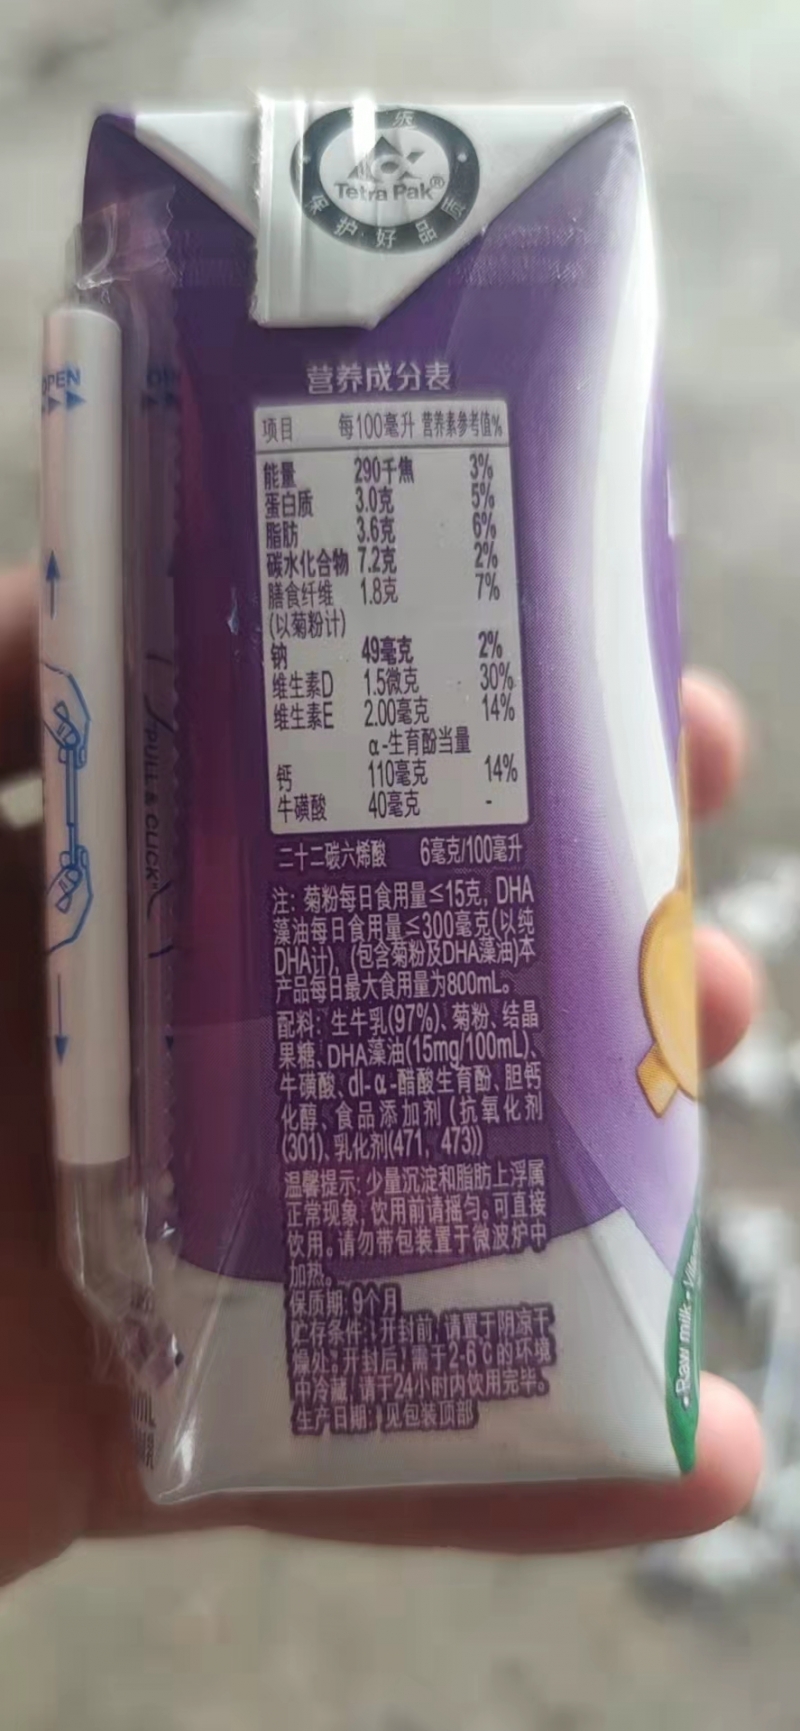 乐
Tetra Pak®
保护·好品质
营养成分表
项目 每100毫升 营养素参考值%
能量 290千焦 3%
蛋白质 3.0克 5%
脂肪 3.6克 6%
碳水化合物 7.2克 2%
膳食纤维 1.8克 7%
(以菊粉计)
钠 49毫克 2%
维生素D 1.5微克 30%
维生素E 2.00毫克 14%
α-生育酚当量
钙 110毫克 14%
牛磺酸 40毫克 -
二十二碳六烯酸 6毫克/100毫升
注: 菊粉每日食用量≤15克, DHA
藻油每日食用量≤300毫克(以纯
DHA计)、(包含菊粉及DHA藻油)本
产品每日最大食用量为800mL。
配料: 生牛乳(97%)、菊粉、结晶
果糖、DHA藻油(15mg/100mL)、
牛磺酸、dl-α-醋酸生育酚、胆钙
化醇、食品添加剂 (抗氧化剂
(301)、乳化剂(471, 473))
温馨提示: 少量沉淀和脂肪上浮属
正常现象, 饮用前请摇匀。可直接
饮用。请勿带包装置于微波炉中
加热。
保质期: 9个月
贮存条件: 开封前, 请置于阴凉干
燥处; 开封后, 需于2-6℃的环境
中冷藏, 请于24小时内饮用完毕。
生产日期: 见包装顶部
OPEN
"PULL & CLICK"
Raw milk